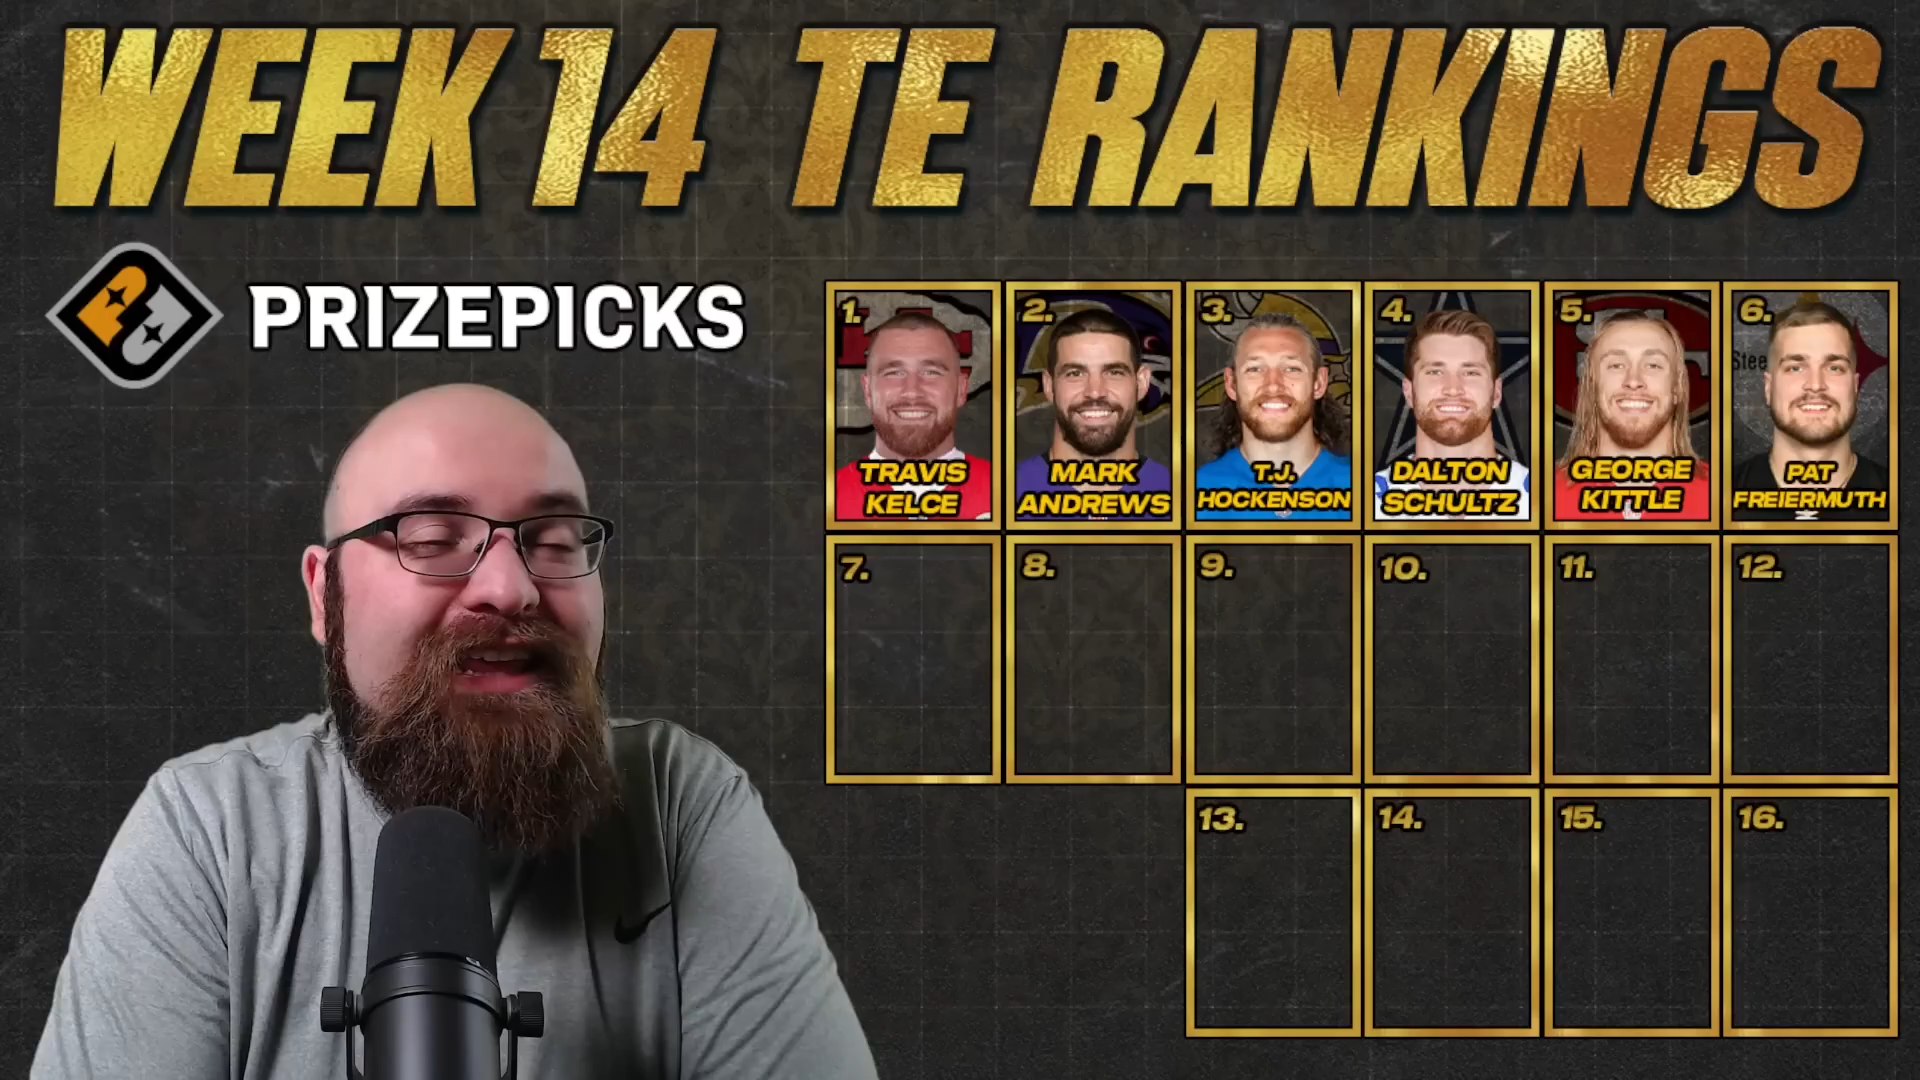 WEEK 14 TE RANKINGS
PRIZEPICKS
1.
TRAVIS
KELCE
2.
MARK
ANDREWS
3.
T.J.
HOCKENSON
4.
DALTON
SCHULTZ
5.
GEORGE
KITTLE
6.
Stee
PAT
FREIERMUTH
7.
8.
9.
10.
11.
12.
13.
14.
15.
16.